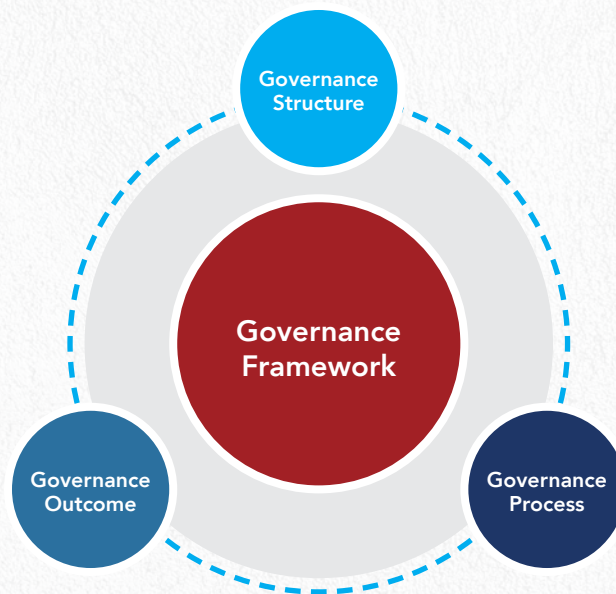 Governance
Structure
Governance
Framework
Governance
Outcome
Governance
Process